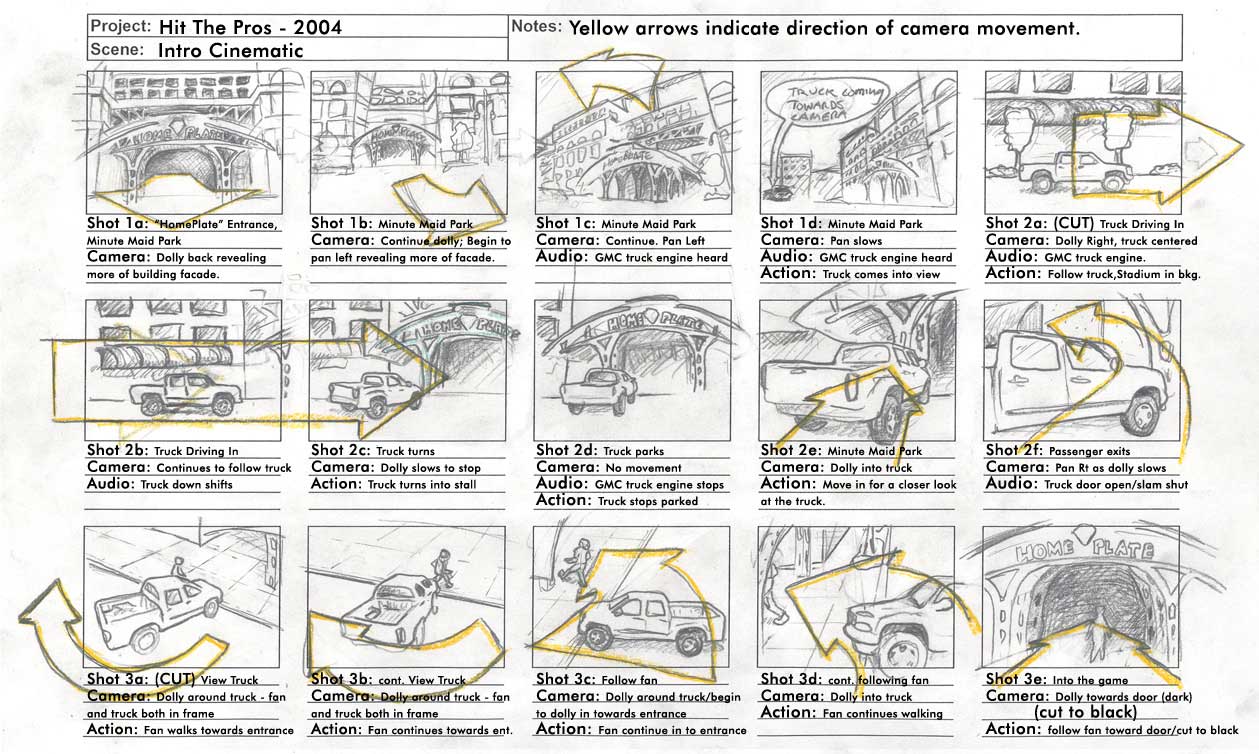 Project: Hit The Pros - 2004
Notes: Yellow arrows indicate direction of camera movement.
Scene: Intro Cinematic
HOME PLATE
Shot 1a: "HomePlate" Entrance,
Minute Maid Park
Camera: Dolly back revealing
more of building facade.
HOME PLATE
Shot 1b: Minute Maid Park
Camera: Continue dolly; Begin to
pan left revealing more of facade.
HOME PLATE
Shot 1c: Minute Maid Park
Camera: Continue. Pan Left
Audio: GMC truck engine heard
TRUCK COMING
TOWARDS
CAMERA
Shot 1d: Minute Maid Park
Camera: Pan slows
Audio: GMC truck engine heard
Action: Truck comes into view
Shot 2a: (CUT) Truck Driving In
Camera: Dolly Right, truck centered
Audio: GMC truck engine.
Action: Follow truck,Stadium in bkg.
Shot 2b: Truck Driving In
Camera: Continues to follow truck
Audio: Truck down shifts
HOME PLATE
Shot 2c: Truck turns
Camera: Dolly slows to stop
Action: Truck turns into stall
HOME PLATE
Shot 2d: Truck parks
Camera: No movement
Audio: GMC truck engine stops
Action: Truck stops parked
Shot 2e: Minute Maid Park
Camera: Dolly into truck
Action: Move in for a closer look
at the truck.
Shot 2f: Passenger exits
Camera: Pan Rt as dolly slows
Audio: Truck door open/slam shut
Shot 3a: (CUT) View Truck
Camera: Dolly around truck - fan
and truck both in frame
Action: Fan walks towards entrance
Shot 3b: cont. View Truck
Camera: Dolly around truck - fan
and truck both in frame
Action: Fan continues towards ent.
Shot 3c: Follow fan
Camera: Dolly around truck/begin
to dolly in towards entrance
Action: Fan continue in to entrance
Shot 3d: cont. following fan
Camera: Dolly into truck
Action: Fan continues walking
HOME PLATE
Shot 3e: Into the game
Camera: Dolly towards door (dark)
(cut to black)
Action: follow fan toward door/cut to black